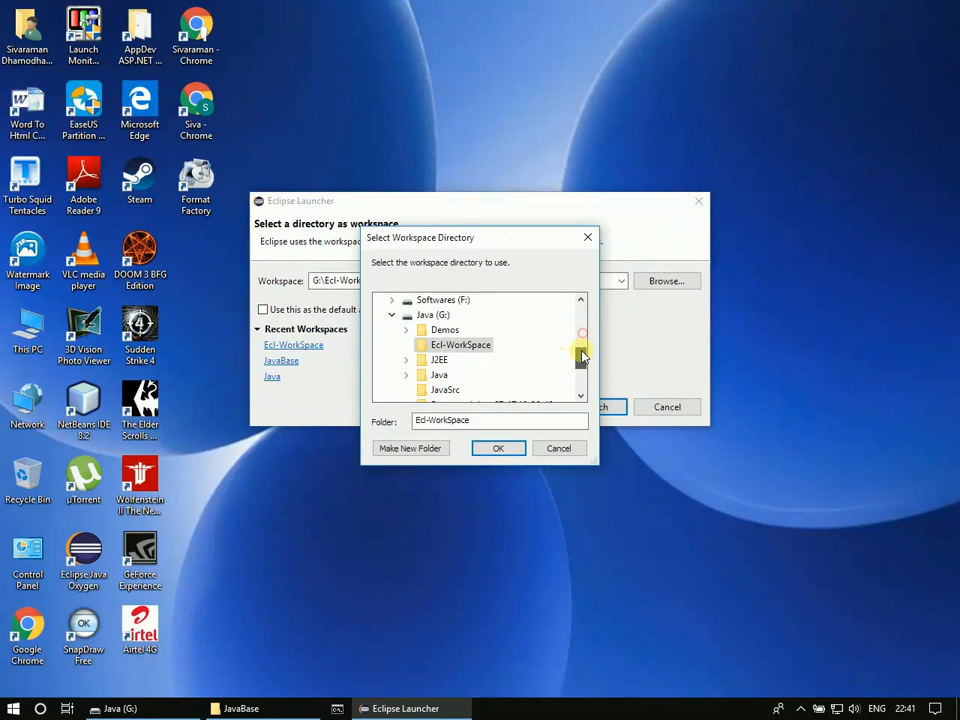 Sivaraman
Dhamodha...
Launch
Monit...
AppDev
ASP.NET ...
Sivaraman -
Chrome
Word To
Html C...
EaseUS
Partition ...
Microsoft
Edge
Siva -
Chrome
Turbo Squid
Tentacles
Adobe
Reader 9
Steam
Format
Factory
Watermark
Image
VLC media
player
DOOM 3 BFG
Edition
This PC
3D Vision
Photo Viewer
Sudden
Strike 4
Network
NetBeans IDE
8.2
The Elder
Scrolls ...
Recycle Bin
µTorrent
Wolfenstein
II The Ne...
Control
Panel
Eclipse Java
Oxygen
GeForce
Experience
Google
Chrome
OK
SnapDraw
Free
airtel
Airtel 4G
Eclipse Launcher
Select a directory as workspace
Eclipse uses the workspac
Workspace:
G:\Ecl-Work
Browse...
Use this as the default a
Recent Workspaces
Ecl-WorkSpace
JavaBase
Java
ch
Cancel
Select Workspace Directory
Select the workspace directory to use.
Softwares (F:)
Java (G:)
Demos
Ecl-WorkSpace
J2EE
Java
JavaSrc
Folder:
Ecl-WorkSpace
Make New Folder
OK
Cancel
Java (G:)
JavaBase
Eclipse Launcher
ENG
22:41